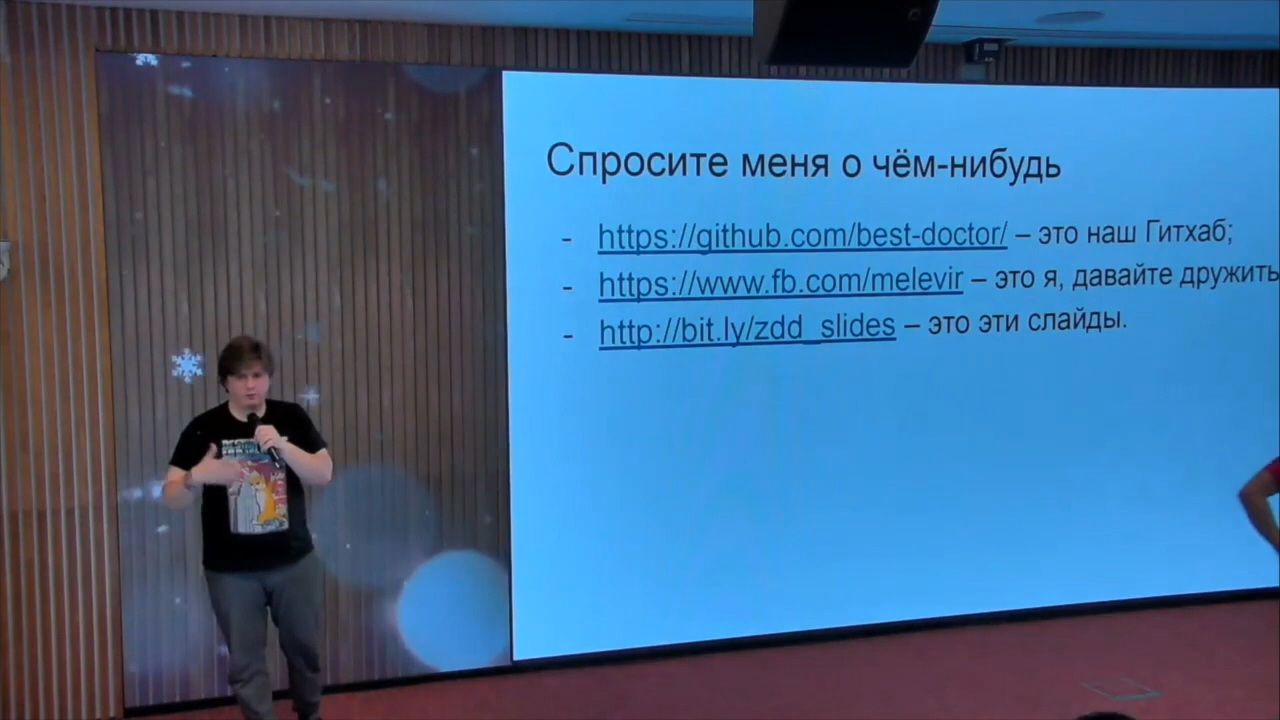 Спросите меня о чём-нибудь
- https://github.com/best-doctor/ – это наш Гитхаб;
- https://www.fb.com/melevir – это я, давайте дружить
- http://bit.ly/zdd_slides – это эти слайды.